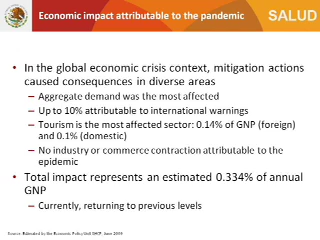 Economic impact attributable to the pandemic
SALUD
• In the global economic crisis context, mitigation actions
caused consequences in diverse areas
– Aggregate demand was the most affected
– Up to 10% attributable to international warnings
– Tourism is the most affected sector: 0.14% of GNP (foreign)
and 0.1% (domestic)
– No industry or commerce contraction attributable to the
epidemic
• Total impact represents an estimated 0.334% of annual
GNP
– Currently, returning to previous levels
Source: Estimated by the Economic Policy Unit SHCP, June 2009